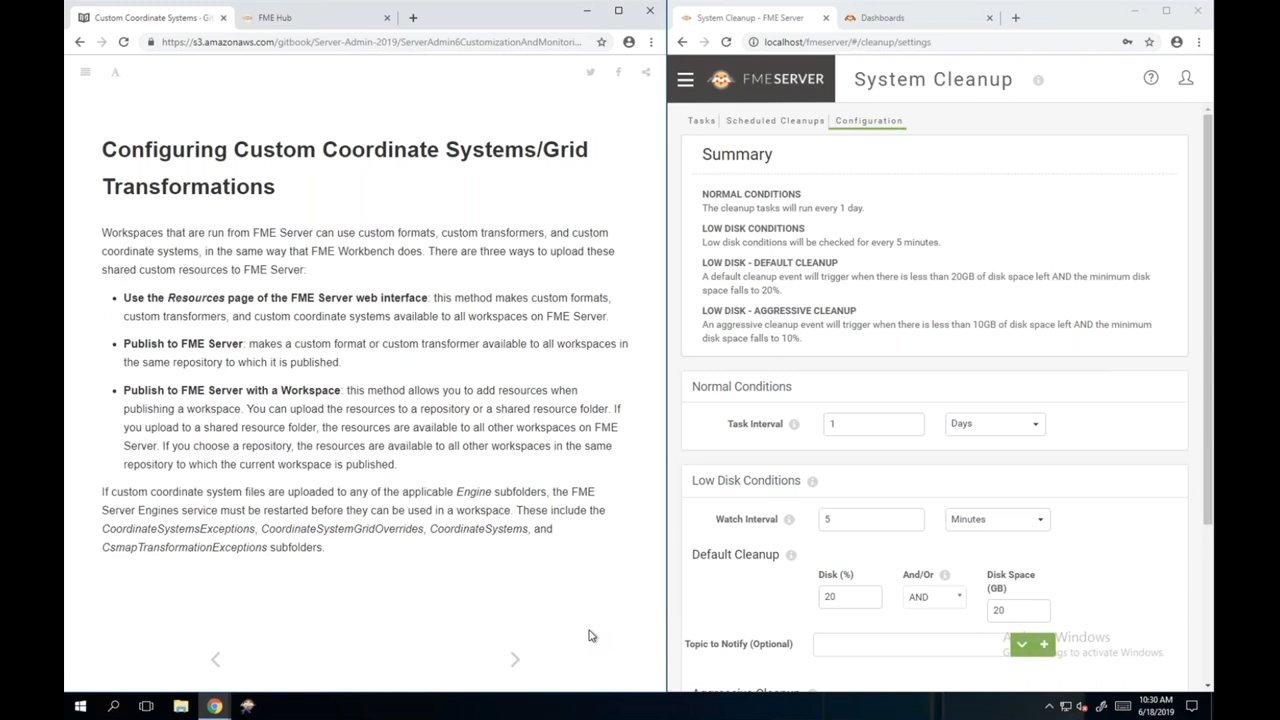 Custom Coordinate Systems · Git
FME Hub
https://s3.amazonaws.com/gitbook/Server-Admin-2019/ServerAdmin6CustomizationAndMonitori...
A
Configuring Custom Coordinate Systems/Grid
Transformations
Workspaces that are run from FME Server can use custom formats, custom transformers, and custom
coordinate systems, in the same way that FME Workbench does. There are three ways to upload these
shared custom resources to FME Server:
• Use the Resources page of the FME Server web interface: this method makes custom formats,
custom transformers, and custom coordinate systems available to all workspaces on FME Server.
• Publish to FME Server: makes a custom format or custom transformer available to all workspaces in
the same repository to which it is published.
• Publish to FME Server with a Workspace: this method allows you to add resources when
publishing a workspace. You can upload the resources to a repository or a shared resource folder. If
you upload to a shared resource folder, the resources are available to all other workspaces on FME
Server. If you choose a repository, the resources are available to all other workspaces in the same
repository to which the current workspace is published.
If custom coordinate system files are uploaded to any of the applicable Engine subfolders, the FME
Server Engines service must be restarted before they can be used in a workspace. These include the
CoordinateSystemsExceptions, CoordinateSystemGridOverrides, CoordinateSystems, and
CsmapTransformationExceptions subfolders.
System Cleanup - FME Server
Dashboards
localhost/fmeserver/#/cleanup/settings
FMESERVER
System Cleanup
Tasks
Scheduled Cleanups
Configuration
Summary
NORMAL CONDITIONS
The cleanup tasks will run every 1 day.
LOW DISK CONDITIONS
Low disk conditions will be checked for every 5 minutes.
LOW DISK - DEFAULT CLEANUP
A default cleanup event will trigger when there is less than 20GB of disk space left AND the minimum disk
space falls to 20%.
LOW DISK - AGGRESSIVE CLEANUP
An aggressive cleanup event will trigger when there is less than 10GB of disk space left AND the minimum
disk space falls to 10%.
Normal Conditions
Task Interval
1
Days
Low Disk Conditions
Watch Interval
5
Minutes
Default Cleanup
Disk (%)
And/Or
Disk Space
(GB)
20
AND
20
Topic to Notify (Optional)
Activate Windows
to activate Windows.
Aggressive Cleanup
10:30 AM
6/18/2019